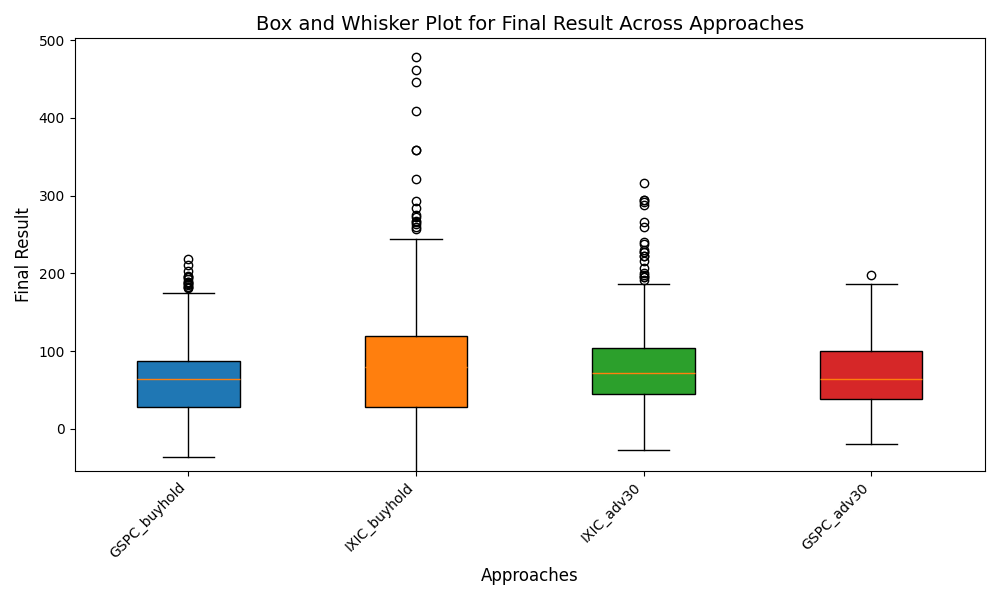 Box and Whisker Plot for Final Result Across Approaches
500
400
300
200
100
0
Final Result
GSPC_buyhold
IXIC_buyhold
IXIC_adv30
GSPC_adv30
Approaches